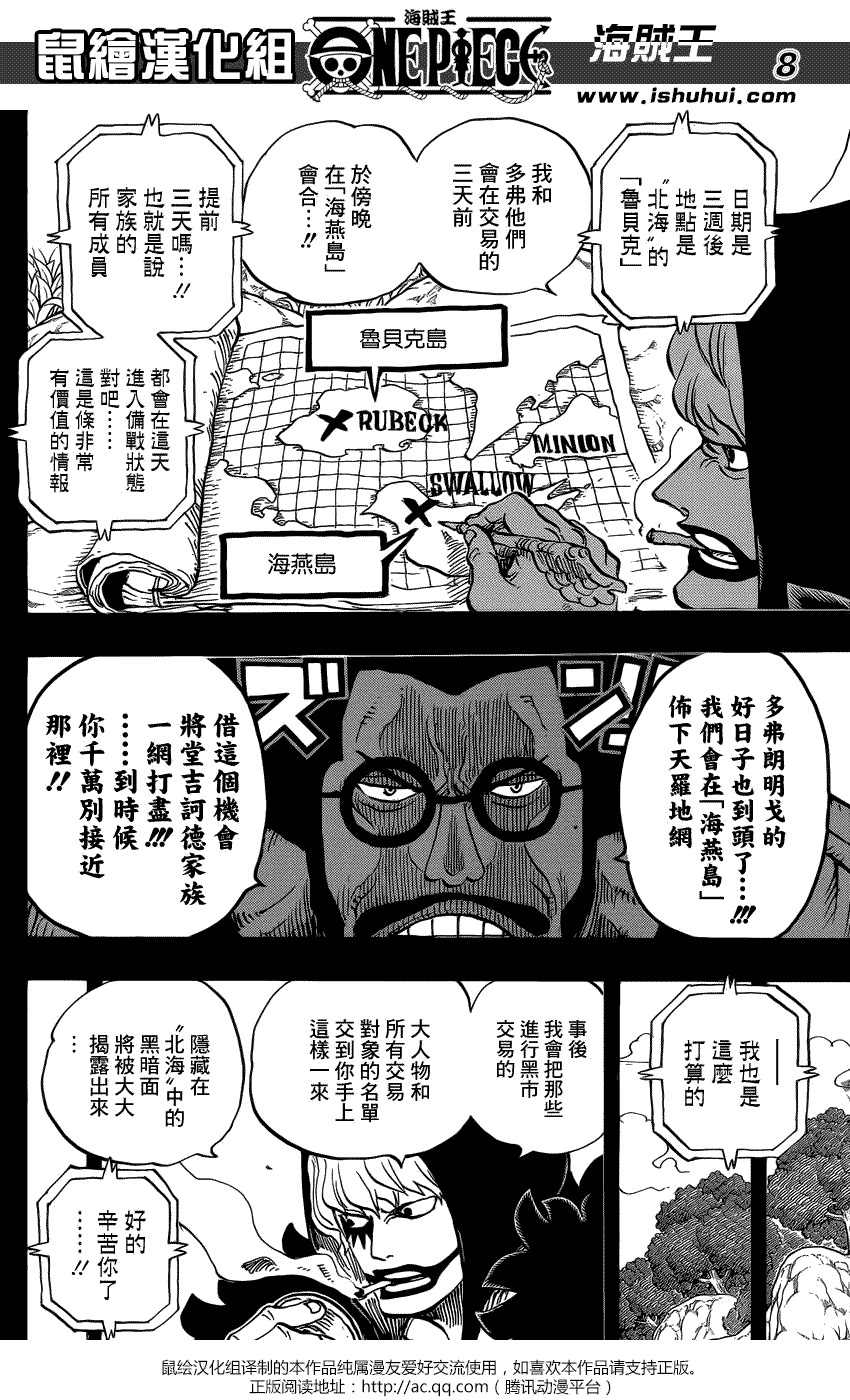 鼠繪漢化組
海賊王
ONE PIECE
海賊王
8
www.ishuhui.com
日期是
三週後
地點是
"北海"的
「魯貝克」
我和
多弗他們
會在交易的
三天前
於傍晚
在「海燕島」
會合…!!
提前
三天嗎…!!
也就是說
家族的
所有成員
都會在這天
進入備戰狀態
對吧……
這是條非常
有價值的情報
魯貝克島
RUBECK
MINION
SWALLOW
海燕島
多弗朗明戈的
好日子也到頭了…!!!
我們會在「海燕島」
佈下天羅地網
ズン!!
借這個機會
將堂吉訶德家族
一網打盡!!!
……到時候
你千萬別接近
那裡!!
——
我也是
這麼
打算的
事後
我會把那些
進行黑市
交易的
大人物和
所有交易
對象的名單
交到你手上
這樣一來
隱藏在
"北海"中的
黑暗面
將被大大
揭露出來
…
好的
辛苦你了
……!!
鼠绘汉化组译制的本作品纯属漫友爱好交流使用，如喜欢本作品请支持正版。
正版阅读地址：http://ac.qq.com（腾讯动漫平台）